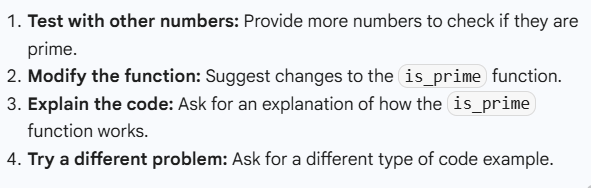 1. Test with other numbers: Provide more numbers to check if they are
prime.
2. Modify the function: Suggest changes to the is_prime function.
3. Explain the code: Ask for an explanation of how the is_prime
function works.
4. Try a different problem: Ask for a different type of code example.